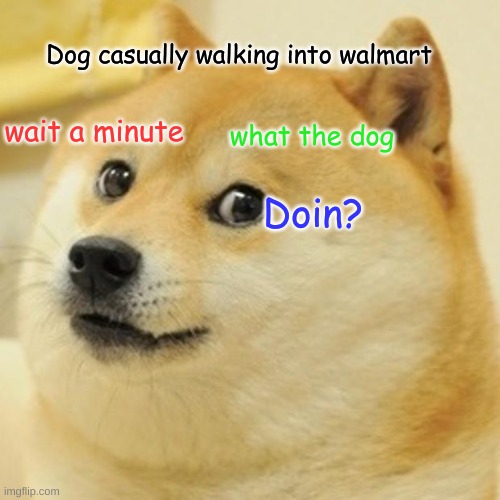 Dog casually walking into walmart
wait a minute
what the dog
Doin?
imgflip.com